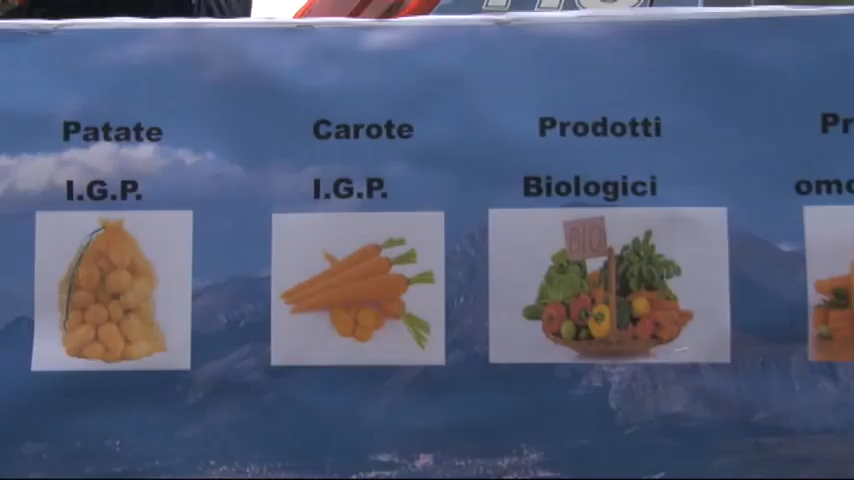 Patate
I.G.P.
Carote
I.G.P.
Prodotti
Biologici
BIO